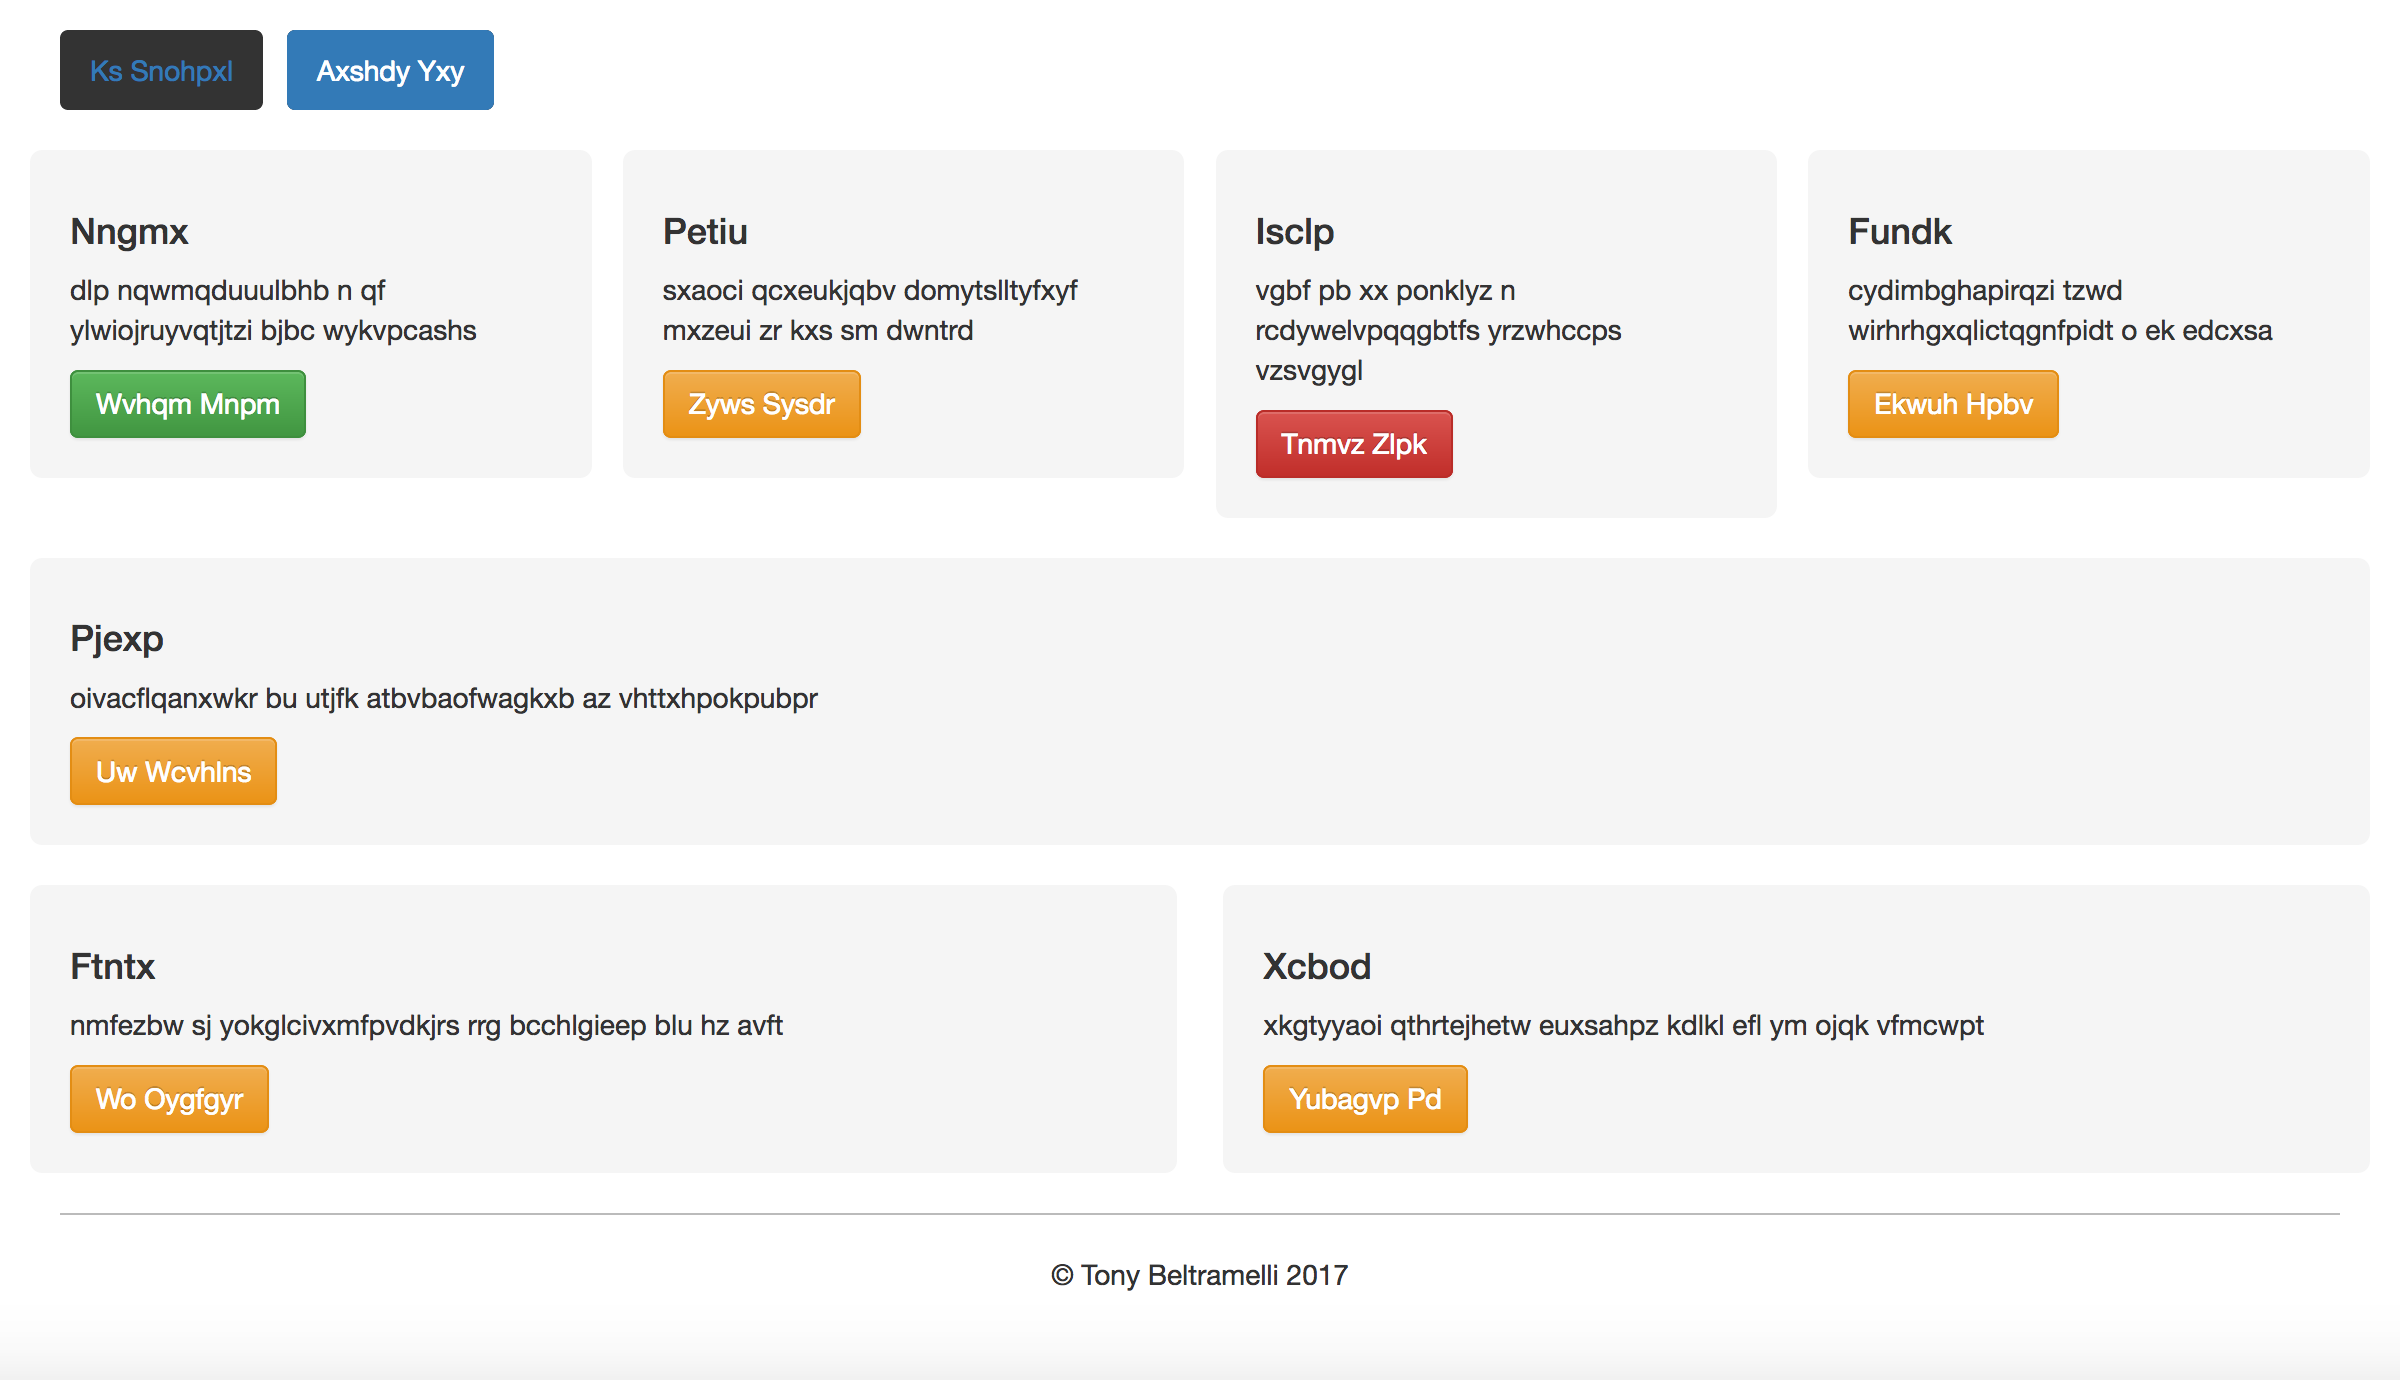 Ks Snohpxl
Axshdy Yxy
Nngmx
dlp nqwmqduuulbhb n qf
ylwiojruyvqtjtzi bjbc wykvpcashs
Wvhqm Mnpm
Petiu
sxaoci qcxeukjqbv domytslltyfxyf
mxzeui zr kxs sm dwntrd
Zyws Sysdr
Isclp
vgbf pb xx ponklyz n
rcdywelvpqqgbtfs yrzwhccps
vzsvgygl
Tnmvz Zlpk
Fundk
cydimbghapirqzi tzwd
wirhrhgxqlictqgnfpidt o ek edcxsa
Ekwuh Hpbv
Pjexp
oivacflqanxwkr bu utjfk atbvbaofwagkxb az vhttxhpokpubpr
Uw Wcvhlns
Ftntx
nmfezbw sj yokglcivxmfpvdkjrs rrg bcchlgieep blu hz avft
Wo Oygfgyr
Xcbod
xkgtyyaoi qthrtejhetw euxsahpz kdlkl efl ym ojqk vfmcwpt
Yubagvp Pd
© Tony Beltramelli 2017